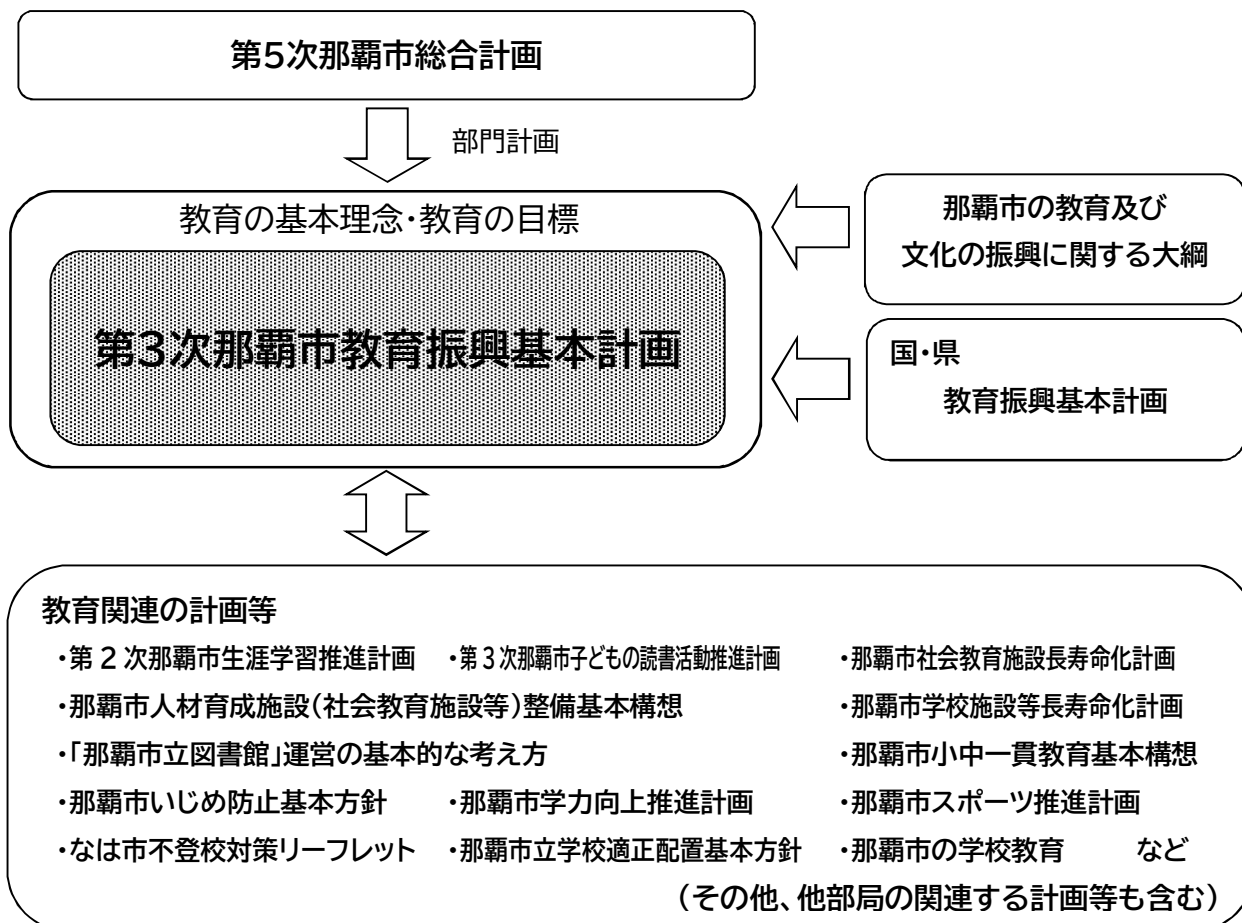 第5次那覇市総合計画
部門計画
教育の基本理念・教育の目標
第3次那覇市教育振興基本計画
那覇市の教育及び
文化の振興に関する大綱
国・県
教育振興基本計画
教育関連の計画等
・第 2 次那覇市生涯学習推進計画 ・第 3 次那覇市子どもの読書活動推進計画 ・那覇市社会教育施設長寿命化計画
・那覇市人材育成施設(社会教育施設等)整備基本構想 ・那覇市学校施設等長寿命化計画
・「那覇市立図書館」運営の基本的な考え方 ・那覇市小中一貫教育基本構想
・那覇市いじめ防止基本方針 ・那覇市学力向上推進計画 ・那覇市スポーツ推進計画
・なは市不登校対策リーフレット ・那覇市立学校適正配置基本方針 ・那覇市の学校教育 など
(その他、他部局の関連する計画等も含む)